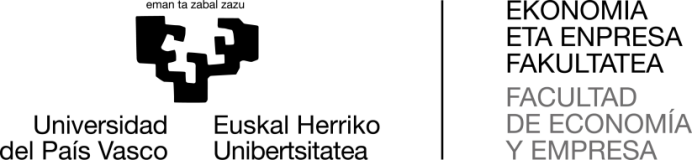 eman ta zabal zazu
Universidad
del País Vasco
Euskal Herriko
Unibertsitatea
EKONOMIA
ETA ENPRESA
FAKULTATEA
FACULTAD
DE ECONOMÍA
Y EMPRESA